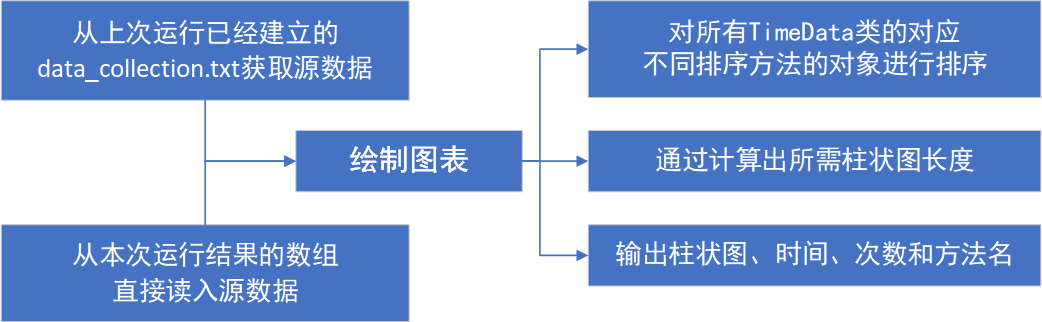 从上次运行已经建立的
data_collection.txt获取源数据
从本次运行结果的数组
直接读入源数据
绘制图表
对所有TimeData类的对应
不同排序方法的对象进行排序
通过计算出所需柱状图长度
输出柱状图、时间、次数和方法名